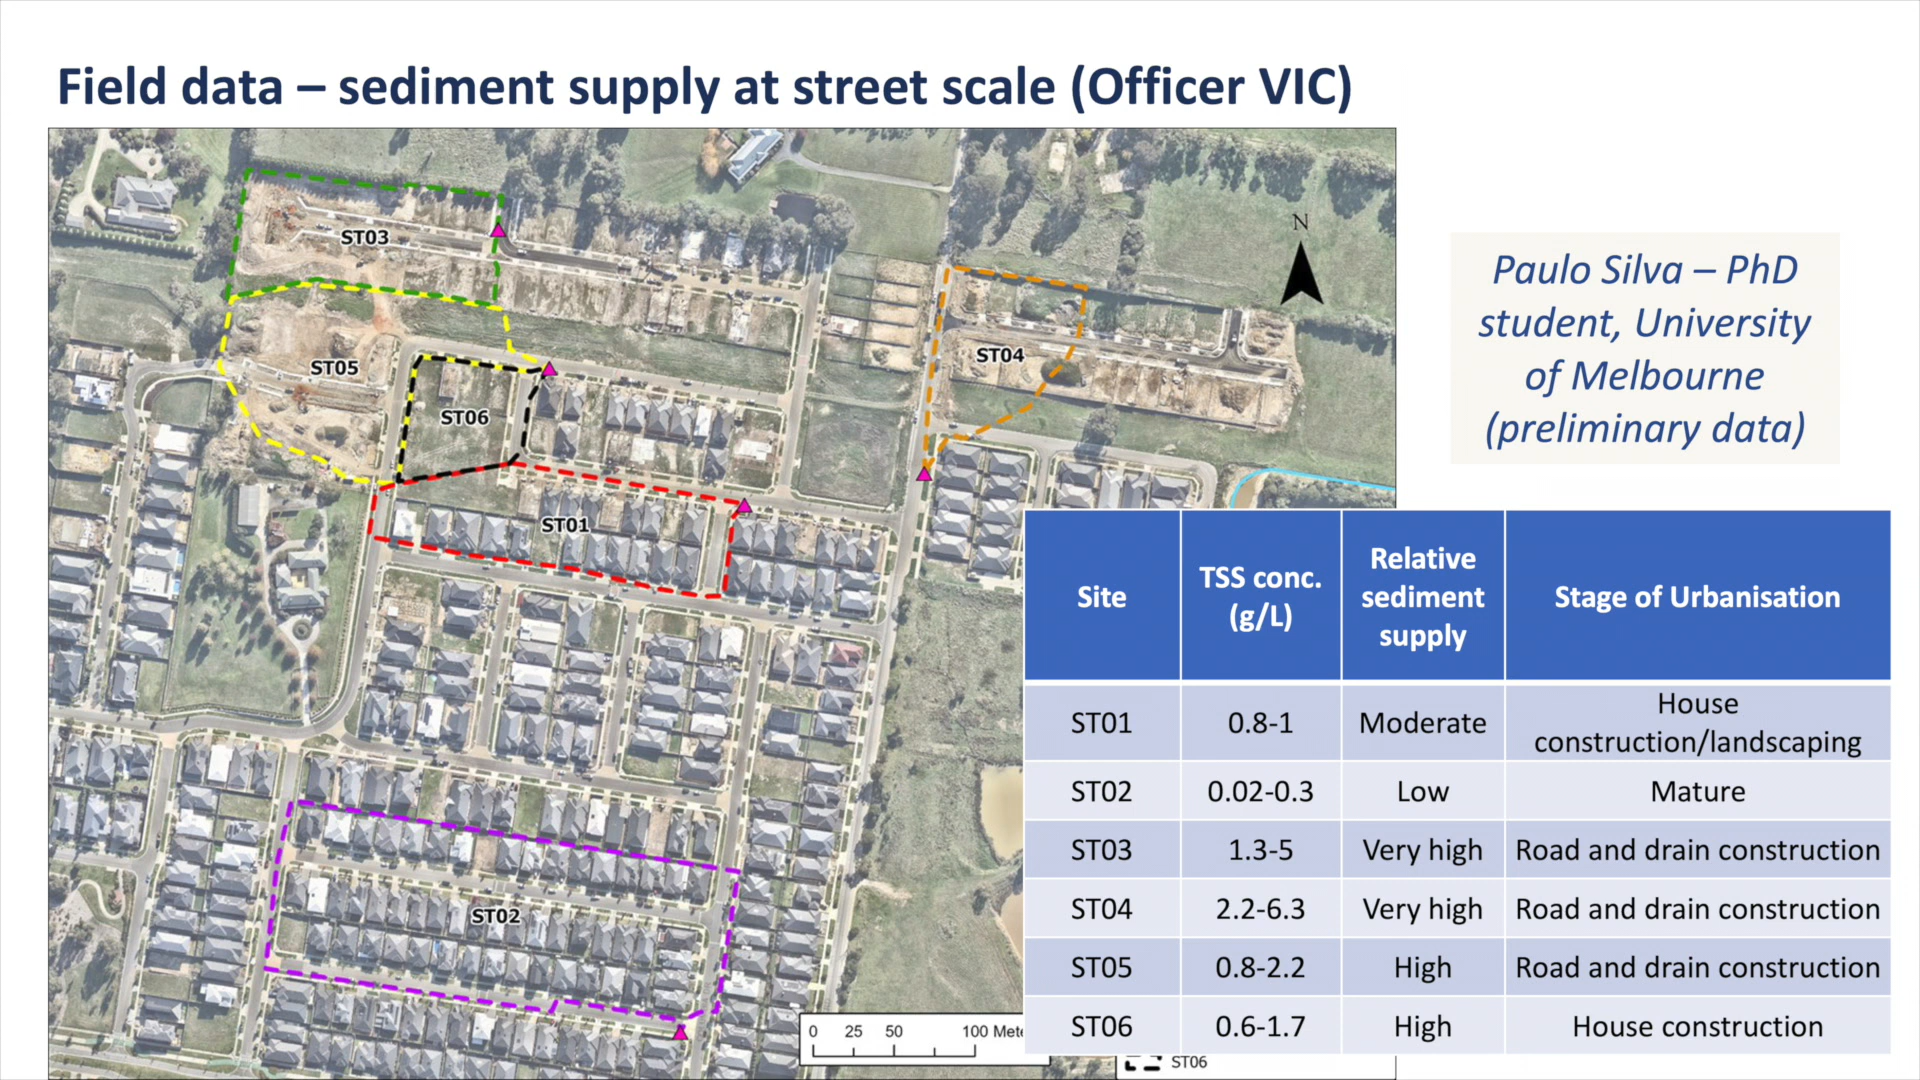 Field data – sediment supply at street scale (Officer VIC)
ST03
N
Paulo Silva – PhD
student, University
of Melbourne
(preliminary data)
ST04
ST05
ST06
ST01
ST02
Site
TSS conc.
(g/L)
Relative
sediment
supply
Stage of Urbanisation
ST01 0.8-1 Moderate House
construction/landscaping
ST02 0.02-0.3 Low Mature
ST03 1.3-5 Very high Road and drain construction
ST04 2.2-6.3 Very high Road and drain construction
ST05 0.8-2.2 High Road and drain construction
ST06 0.6-1.7 High House construction
0 25 50 100 Mete
ST06